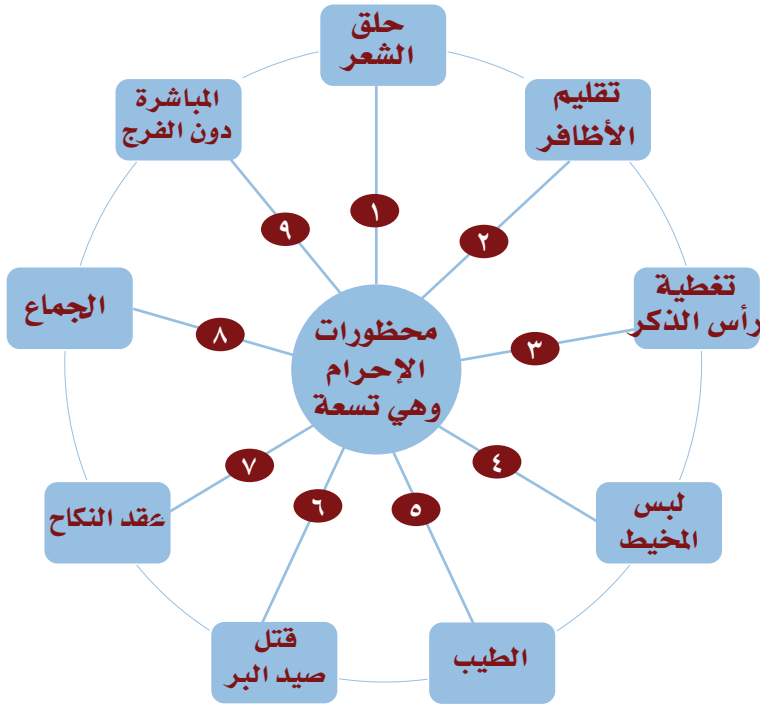 محظورات
الإحرام
وهي تسعة
١
حلق
الشعر
٢
تقليم
الأظافر
٣
تغطية
رأس الذكر
٤
لبس
المخيط
٥
الطيب
٦
قتل
صيد البر
٧
عقد النكاح
٨
الجماع
٩
المباشرة
دون الفرج